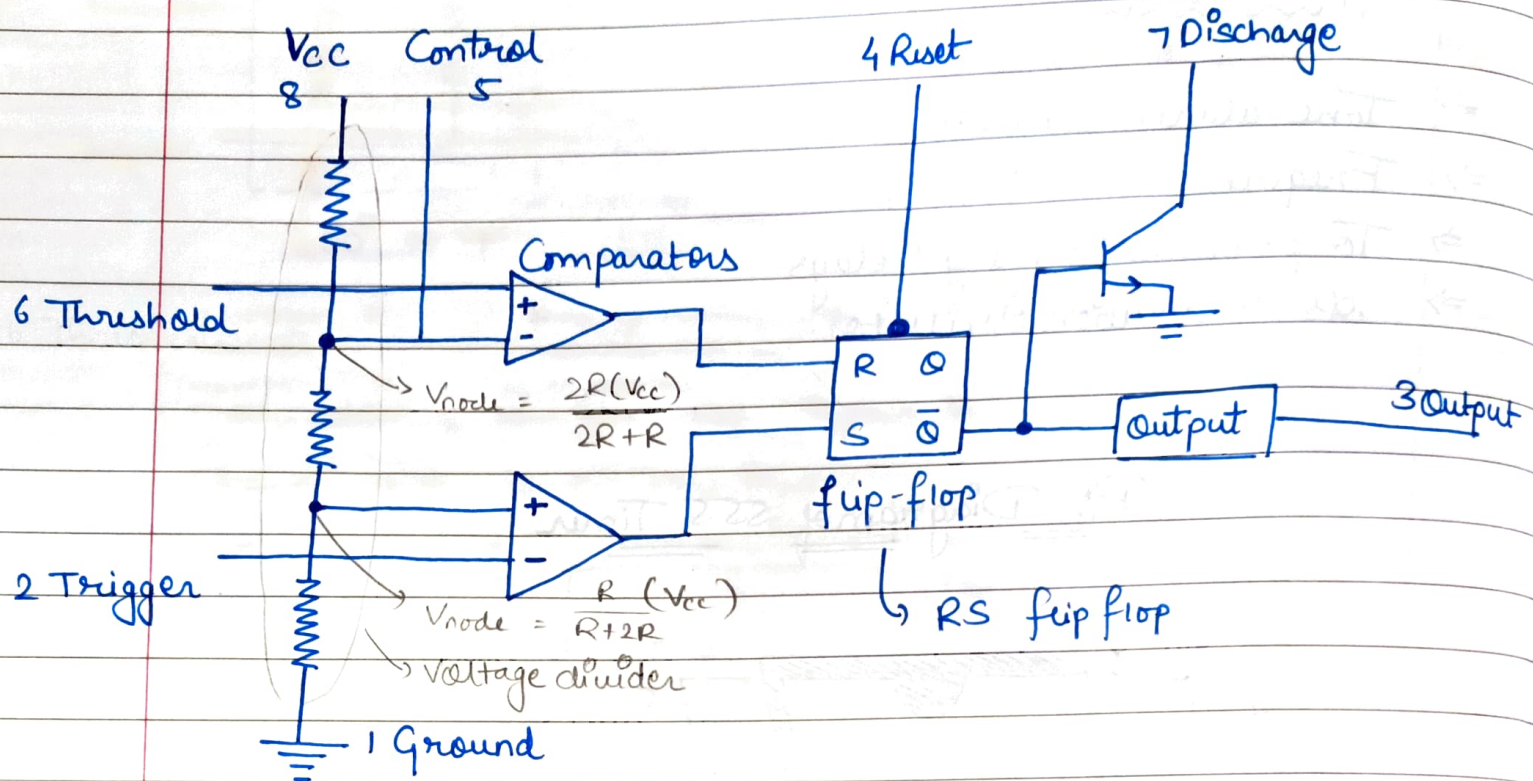 Vcc Control
8 5
4 Reset
7 Discharge
Comparators
6 Threshold
+
-
Vnode = 2R(Vcc) / 2R+R
R Q
S Q̅
Output
3 Output
flip-flop
RS flip flop
+
-
2 Trigger
Vnode = R (Vcc) / R+2R
Voltage divider
1 Ground